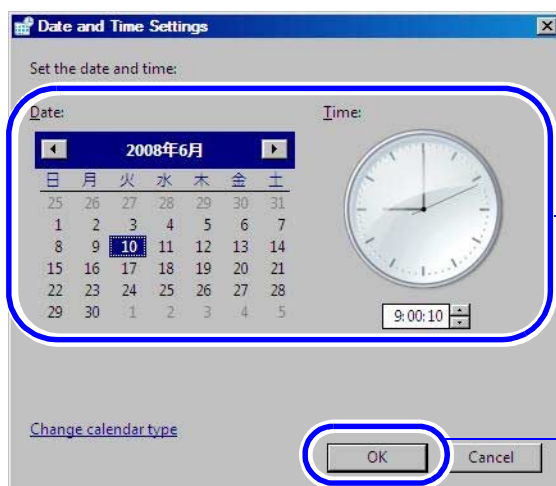 Date and Time Settings
Set the date and time:
Date:
Time:
2008年6月
日 月 火 水 木 金 土
25 26 27 28 29 30 31
1 2 3 4 5 6 7
8 9 10 11 12 13 14
15 16 17 18 19 20 21
22 23 24 25 26 27 28
29 30 1 2 3 4 5
9:00:10
Change calendar type
OK
Cancel